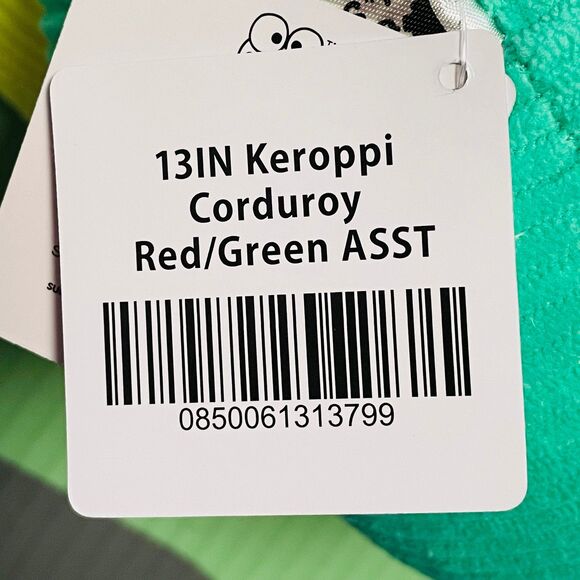 13IN Keroppi
Corduroy
Red/Green ASST
0850061313799